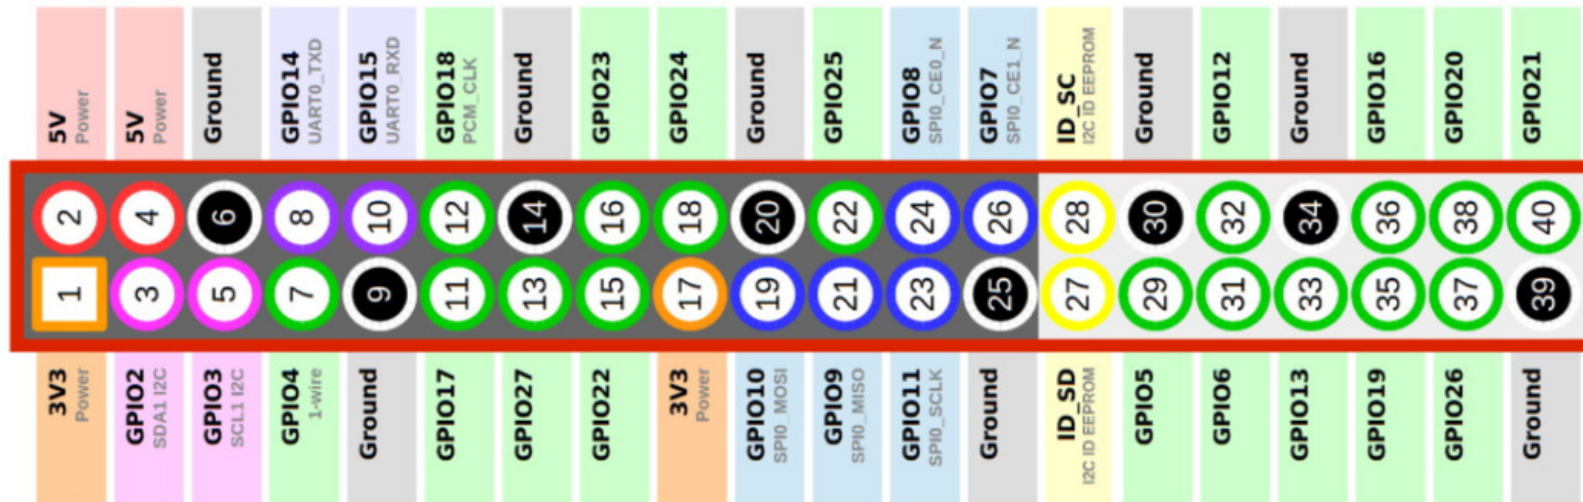 5V
Power
5V
Power
Ground
GPIO14
UART0_TXD
GPIO15
UART0_RXD
GPIO18
PCM_CLK
Ground
GPIO23
GPIO24
Ground
GPIO25
GPIO8
SPI0_CE0_N
GPIO7
SPI0_CE1_N
ID_SC
I2C ID EEPROM
Ground
GPIO12
Ground
GPIO16
GPIO20
GPIO21
2 4 6 8 10 12 14 16 18 20 22 24 26 28 30 32 34 36 38 40
1 3 5 7 9 11 13 15 17 19 21 23 25 27 29 31 33 35 37 39
3V3
Power
GPIO2
SDA1 I2C
GPIO3
SCL1 I2C
GPIO4
1-wire
Ground
GPIO17
GPIO27
GPIO22
3V3
Power
GPIO10
SPI0_MOSI
GPIO9
SPI0_MISO
GPIO11
SPI0_SCLK
Ground
ID_SD
I2C ID EEPROM
GPIO5
GPIO6
GPIO13
GPIO19
GPIO26
Ground